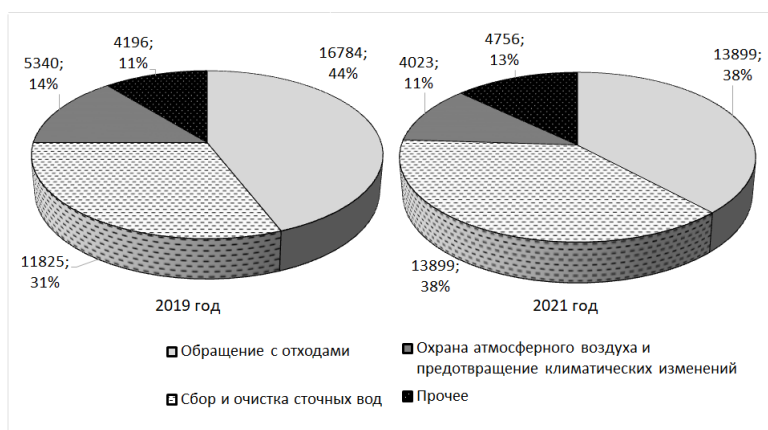 16784;
44%
5340;
14%
4196;
11%
11825;
31%
2019 год
13899;
38%
4023;
11%
4756;
13%
13899;
38%
2021 год
Обращение с отходами
Охрана атмосферного воздуха и
предотвращение климатических изменений
Сбор и очистка сточных вод
Прочее